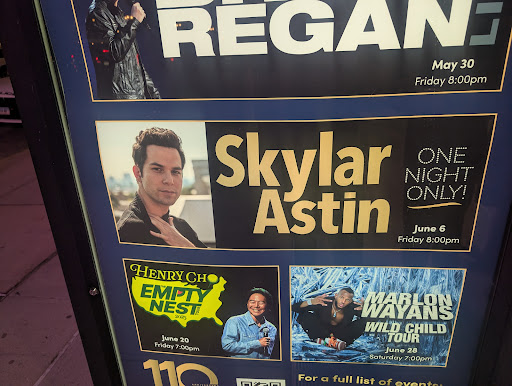 REGAN
May 30
Friday 8:00pm
Skylar
Astin
ONE
NIGHT
ONLY!
June 6
Friday 8:00pm
HENRY CHO
EMPTY
NEST
June 20
Friday 7:00pm
MARLON
WAYANS
WILD CHILD
TOUR
June 28
Saturday 7:00pm
110
For a full list of events